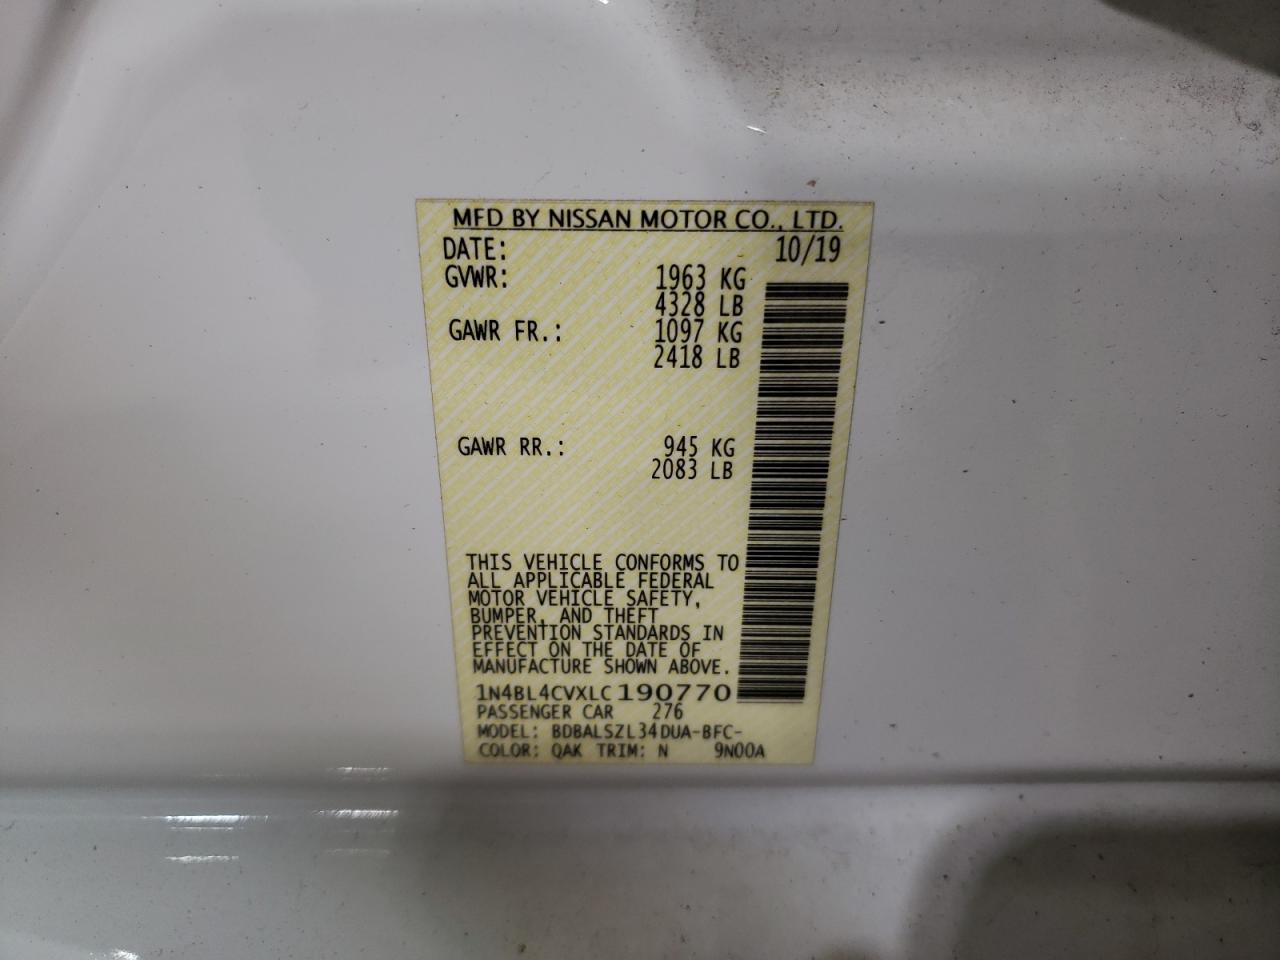 MFD BY NISSAN MOTOR CO., LTD.
DATE: 10/19
GVWR: 1963 KG
4328 LB
GAWR FR.: 1097 KG
2418 LB
GAWR RR.: 945 KG
2083 LB
THIS VEHICLE CONFORMS TO
ALL APPLICABLE FEDERAL
MOTOR VEHICLE SAFETY,
BUMPER, AND THEFT
PREVENTION STANDARDS IN
EFFECT ON THE DATE OF
MANUFACTURE SHOWN ABOVE.
1N4BL4CVXLC190770
PASSENGER CAR 276
MODEL: BDBALSZL34DUA-BFC-
COLOR: QAK TRIM: N 9N00A